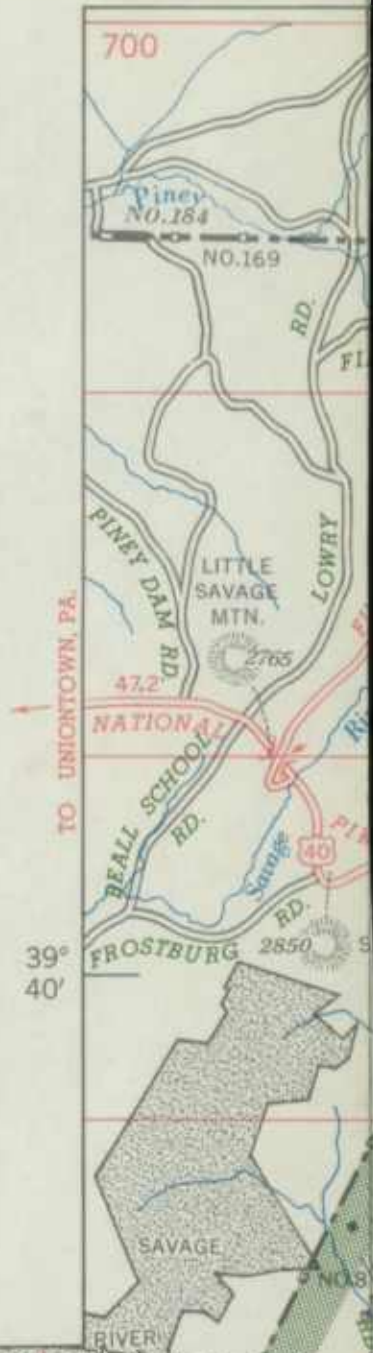 700
Piney
NO.184
NO.169
RD.
LOWRY
PINEY DAM RD.
LITTLE
SAVAGE
MTN.
2765
TO UNIONTOWN, PA.
47.2
NATIONAL
BEALL SCHOOL
RD.
40
Savage
FROSTBURG
RD.
2850
39°
40'
SAVAGE
RIVER